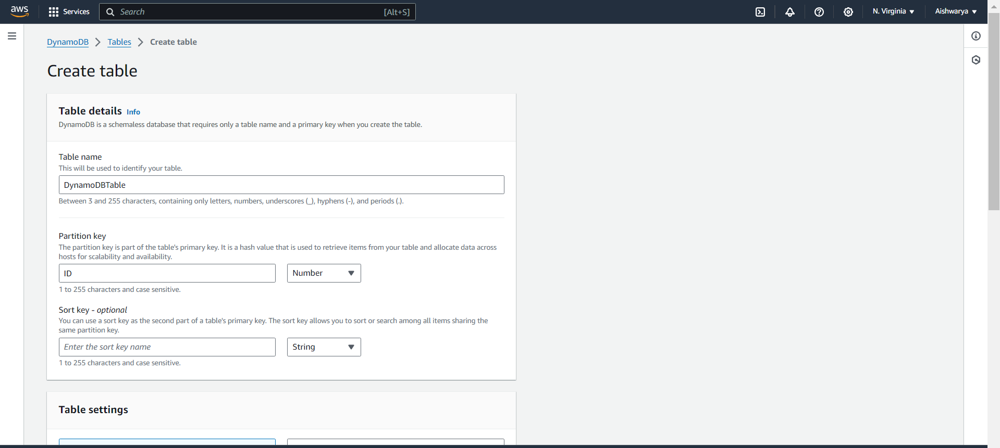 aws
Services
Search
[Alt+S]
N. Virginia
Aishwarya
DynamoDB
Tables
Create table
Create table
Table details Info
DynamoDB is a schemaless database that requires only a table name and a primary key when you create the table.
Table name
This will be used to identify your table.
DynamoDBTable
Between 3 and 255 characters, containing only letters, numbers, underscores (_), hyphens (-), and periods (.).
Partition key
The partition key is part of the table's primary key. It is a hash value that is used to retrieve items from your table and allocate data across
hosts for scalability and availability.
ID
Number
1 to 255 characters and case sensitive.
Sort key - optional
You can use a sort key as the second part of a table's primary key. The sort key allows you to sort or search among all items sharing the
same partition key.
Enter the sort key name
String
1 to 255 characters and case sensitive.
Table settings